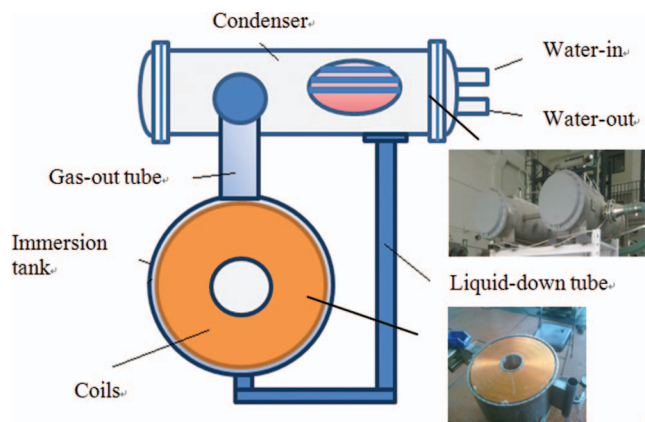 Condenser
Water-in
Water-out
Gas-out tube
Immersion
tank
Liquid-down tube
Coils